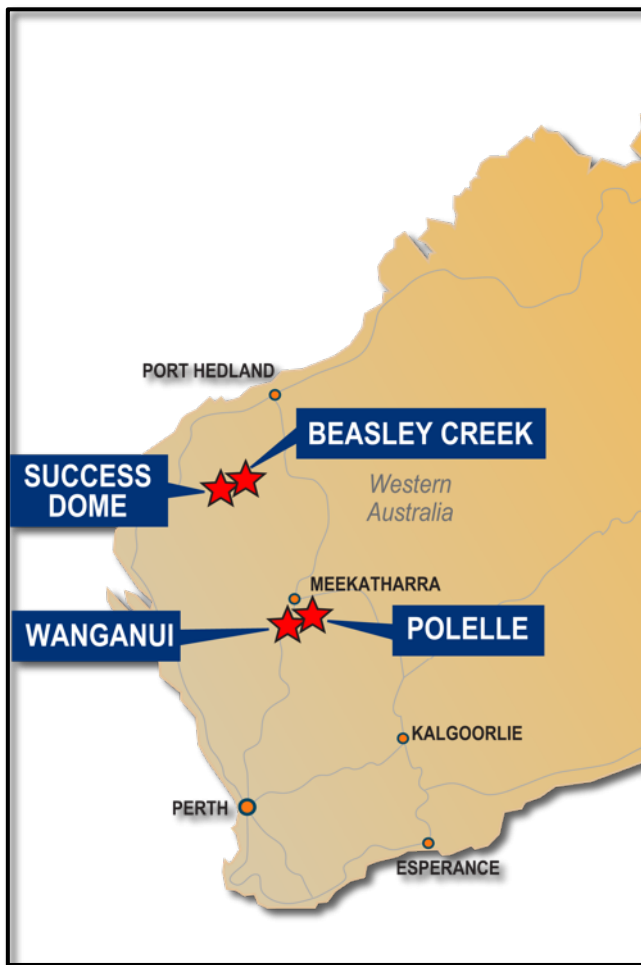 PORT HEDLAND
BEASLEY CREEK
SUCCESS
DOME
Western
Australia
MEEKATHARRA
WANGANUI
POLELLE
KALGOORLIE
PERTH
ESPERANCE